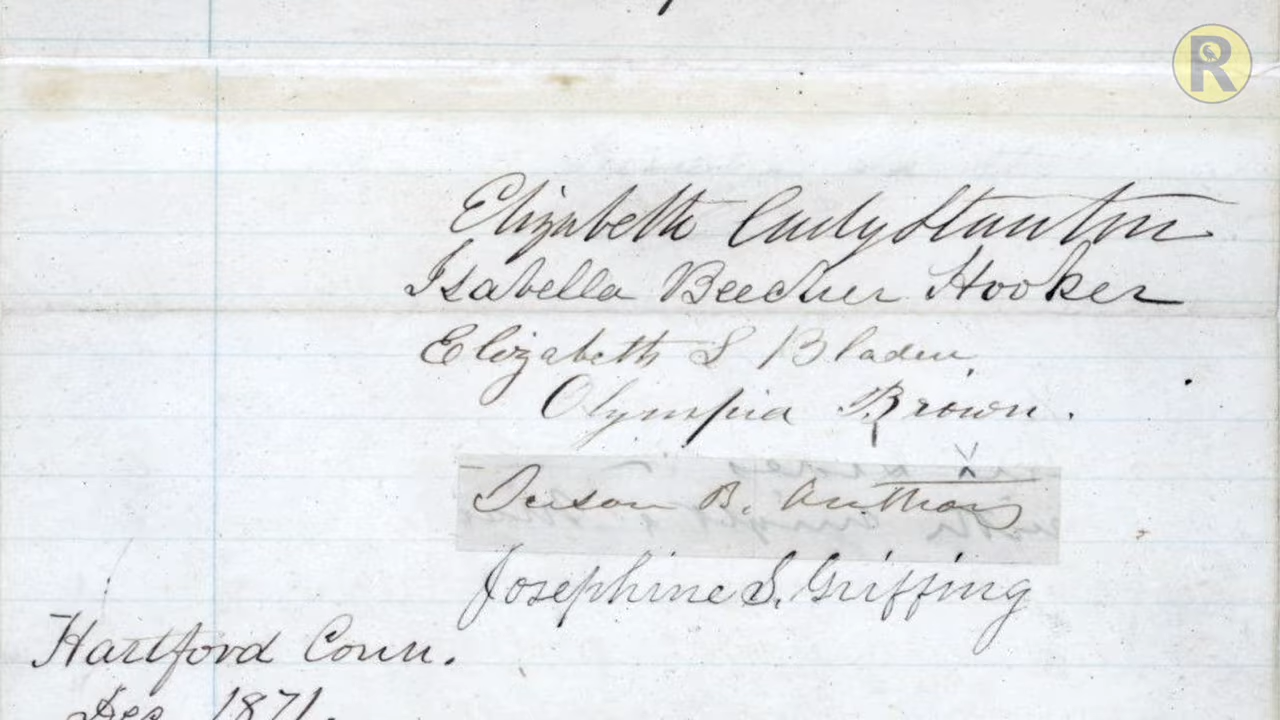 Elizabeth Cady Stanton
Isabella Beecher Hooker
Elizabeth S Bladen
Olympia Brown.
Susan B. Anthony
Josephine S. Griffing
Hartford Conn.
Dec. 1871.
R